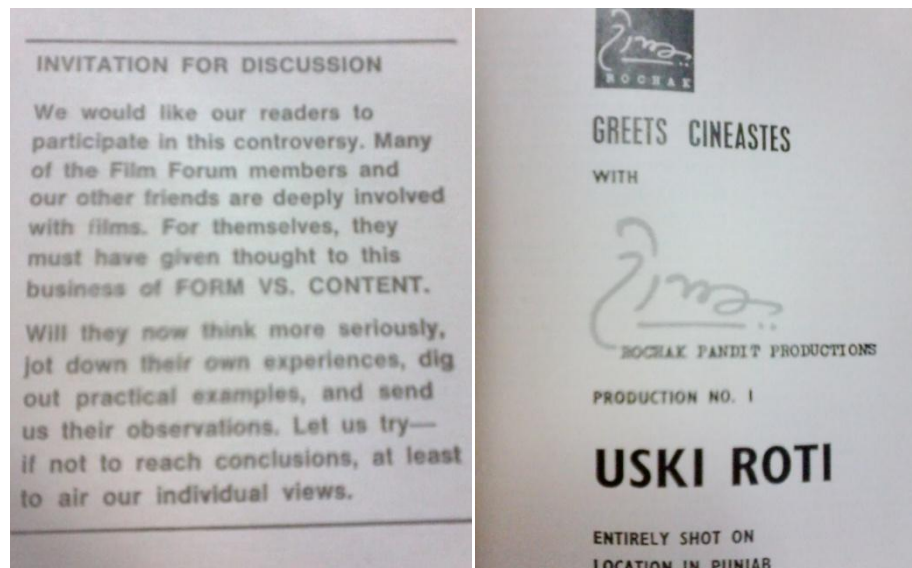 INVITATION FOR DISCUSSION
We would like our readers to
participate in this controversy. Many
of the Film Forum members and
our other friends are deeply involved
with films. For themselves, they
must have given thought to this
business of FORM VS. CONTENT.
Will they now think more seriously,
jot down their own experiences, dig
out practical examples, and send
us their observations. Let us try—
if not to reach conclusions, at least
to air our individual views.
ROCHAK
GREETS CINEASTES
WITH
ROCHAK PANDIT PRODUCTIONS
PRODUCTION NO. 1
USKI ROTI
ENTIRELY SHOT ON
LOCATION IN PUNJAB